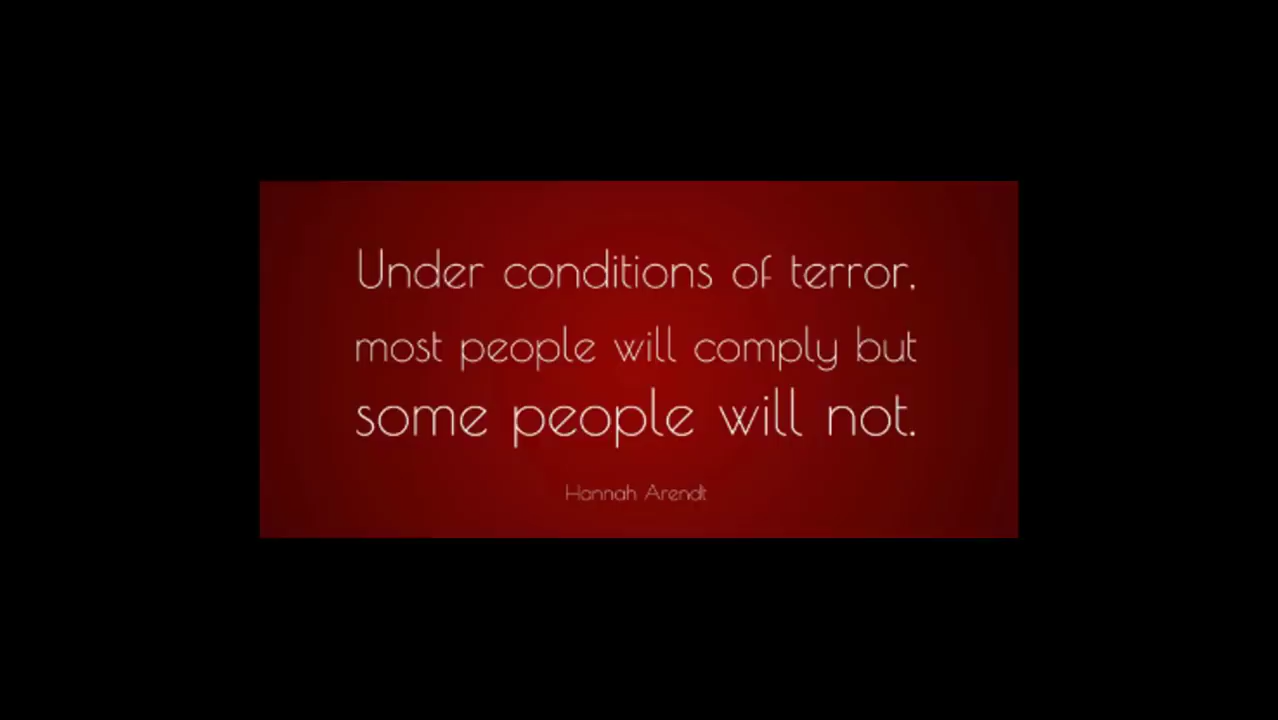 Under conditions of terror,
most people will comply but
some people will not.
Hannah Arendt